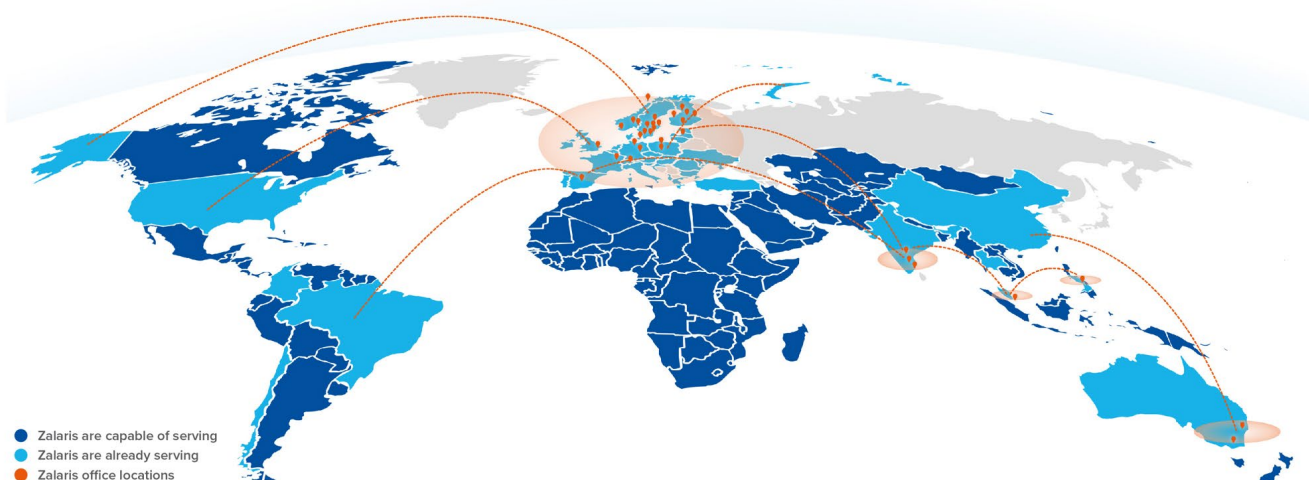 Zalaris are capable of serving
Zalaris are already serving
Zalaris office locations